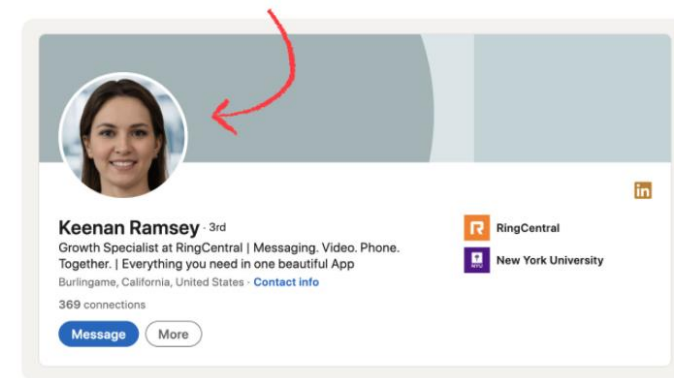 in
Keenan Ramsey · 3rd
Growth Specialist at RingCentral | Messaging. Video. Phone.
Together. | Everything you need in one beautiful App
Burlingame, California, United States · Contact info
369 connections
Message
More
R
RingCentral
NYU
New York University